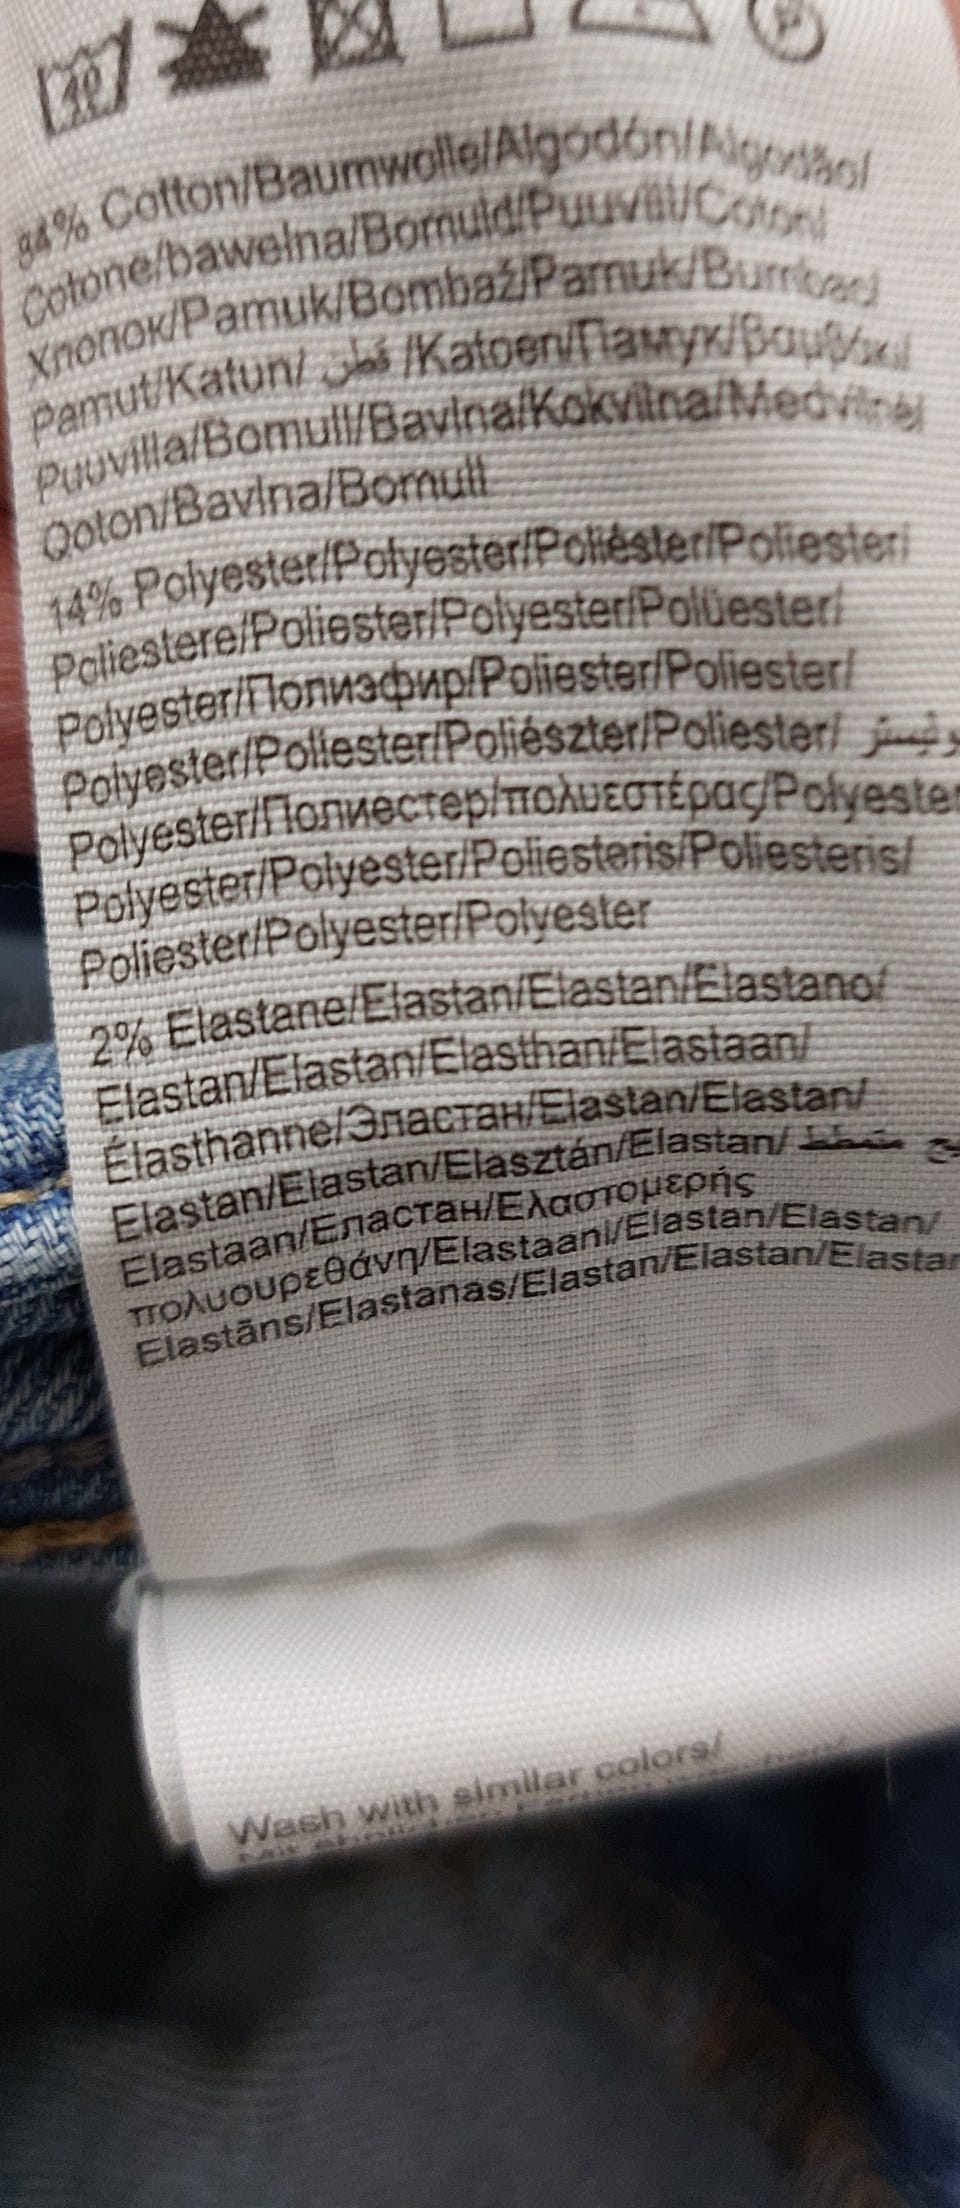 40
84% Cotton/Baumwolle/Algodón/Algodão/
Cotone/bawełna/Bomuld/Puuvill/Coton/
Хлопок/Pamuk/Bombaž/Pamuk/Bumbac/
Pamut/Katun/ قطن /Katoen/Памук/βαμβάκι/
Puuvilla/Bomull/Bavlna/Kokvilna/Medvilnė/
Qoton/Bavlna/Bomull
14% Polyester/Polyester/Poliéster/Poliester/
Poliestere/Poliester/Polyester/Polüester/
Polyester/Полиэфир/Poliester/Poliester/
Polyester/Poliester/Poliészter/Poliester/
Polyester/Полиестер/πολυεστέρας/Polyester
Polyester/Polyester/Poliesteris/Poliesteris/
Poliester/Polyester/Polyester
2% Elastane/Elastan/Elastan/Elastano/
Elastan/Elastan/Elasthan/Elastaan/
Élasthanne/Эластан/Elastan/Elastan/
Elastan/Elastan/Elasztán/Elastan/
Elastaan/Еластан/Ελαστομερής
πολυουρεθάνη/Elastaani/Elastan/Elastan/
Elastāns/Elastanas/Elastan/Elastan/Elastan
Wash with similar colors/